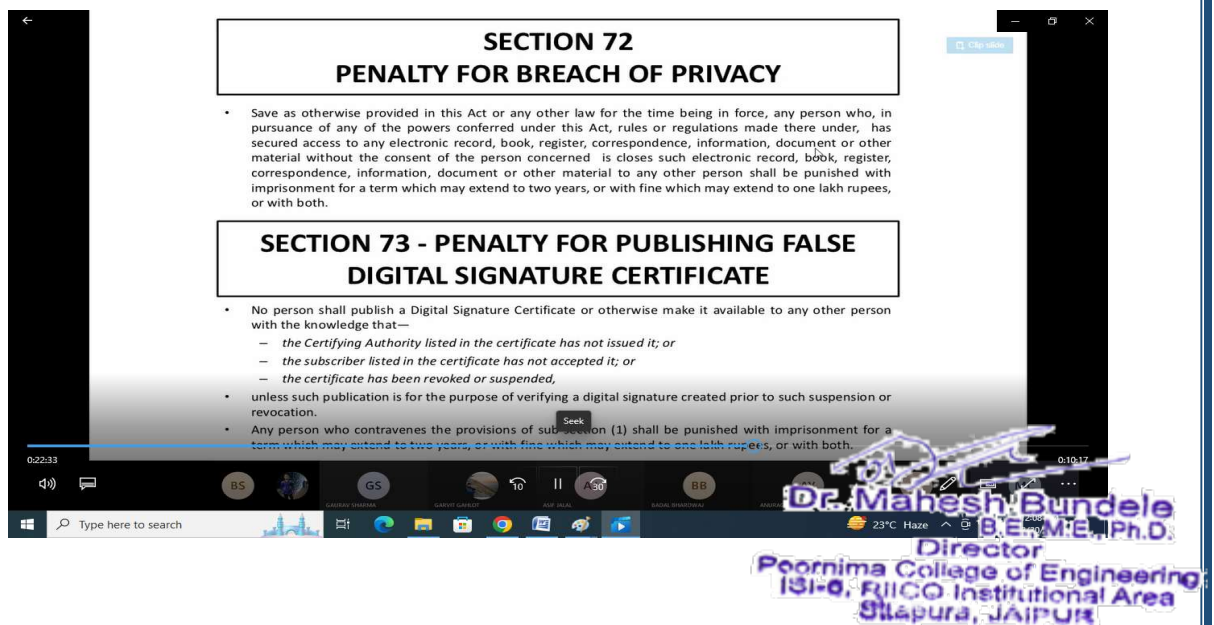 Clip slide
SECTION 72
PENALTY FOR BREACH OF PRIVACY
• Save as otherwise provided in this Act or any other law for the time being in force, any person who, in
pursuance of any of the powers conferred under this Act, rules or regulations made there under, has
secured access to any electronic record, book, register, correspondence, information, document or other
material without the consent of the person concerned is closes such electronic record, book, register,
correspondence, information, document or other material to any other person shall be punished with
imprisonment for a term which may extend to two years, or with fine which may extend to one lakh rupees,
or with both.
SECTION 73 - PENALTY FOR PUBLISHING FALSE
DIGITAL SIGNATURE CERTIFICATE
• No person shall publish a Digital Signature Certificate or otherwise make it available to any other person
with the knowledge that—
– the Certifying Authority listed in the certificate has not issued it; or
– the subscriber listed in the certificate has not accepted it; or
– the certificate has been revoked or suspended,
• unless such publication is for the purpose of verifying a digital signature created prior to such suspension or
revocation.
Seek
• Any person who contravenes the provisions of sub-section (1) shall be punished with imprisonment for a
term which may extend to two years, or with fine which may extend to one lakh rupees, or with both.
0:22:33 0:10:17
BS GS 10 30 BB
GAURAV SHARMA GARVIT GAHLOT ASIF JALAL BADAL BHARDWAJ
Type here to search 23°C Haze
Dr. Mahesh Bundele
B.E., M.E., Ph.D.
Director
Poornima College of Engineering
ISI-6, RIICO Institutional Area
Sitapura, JAIPUR